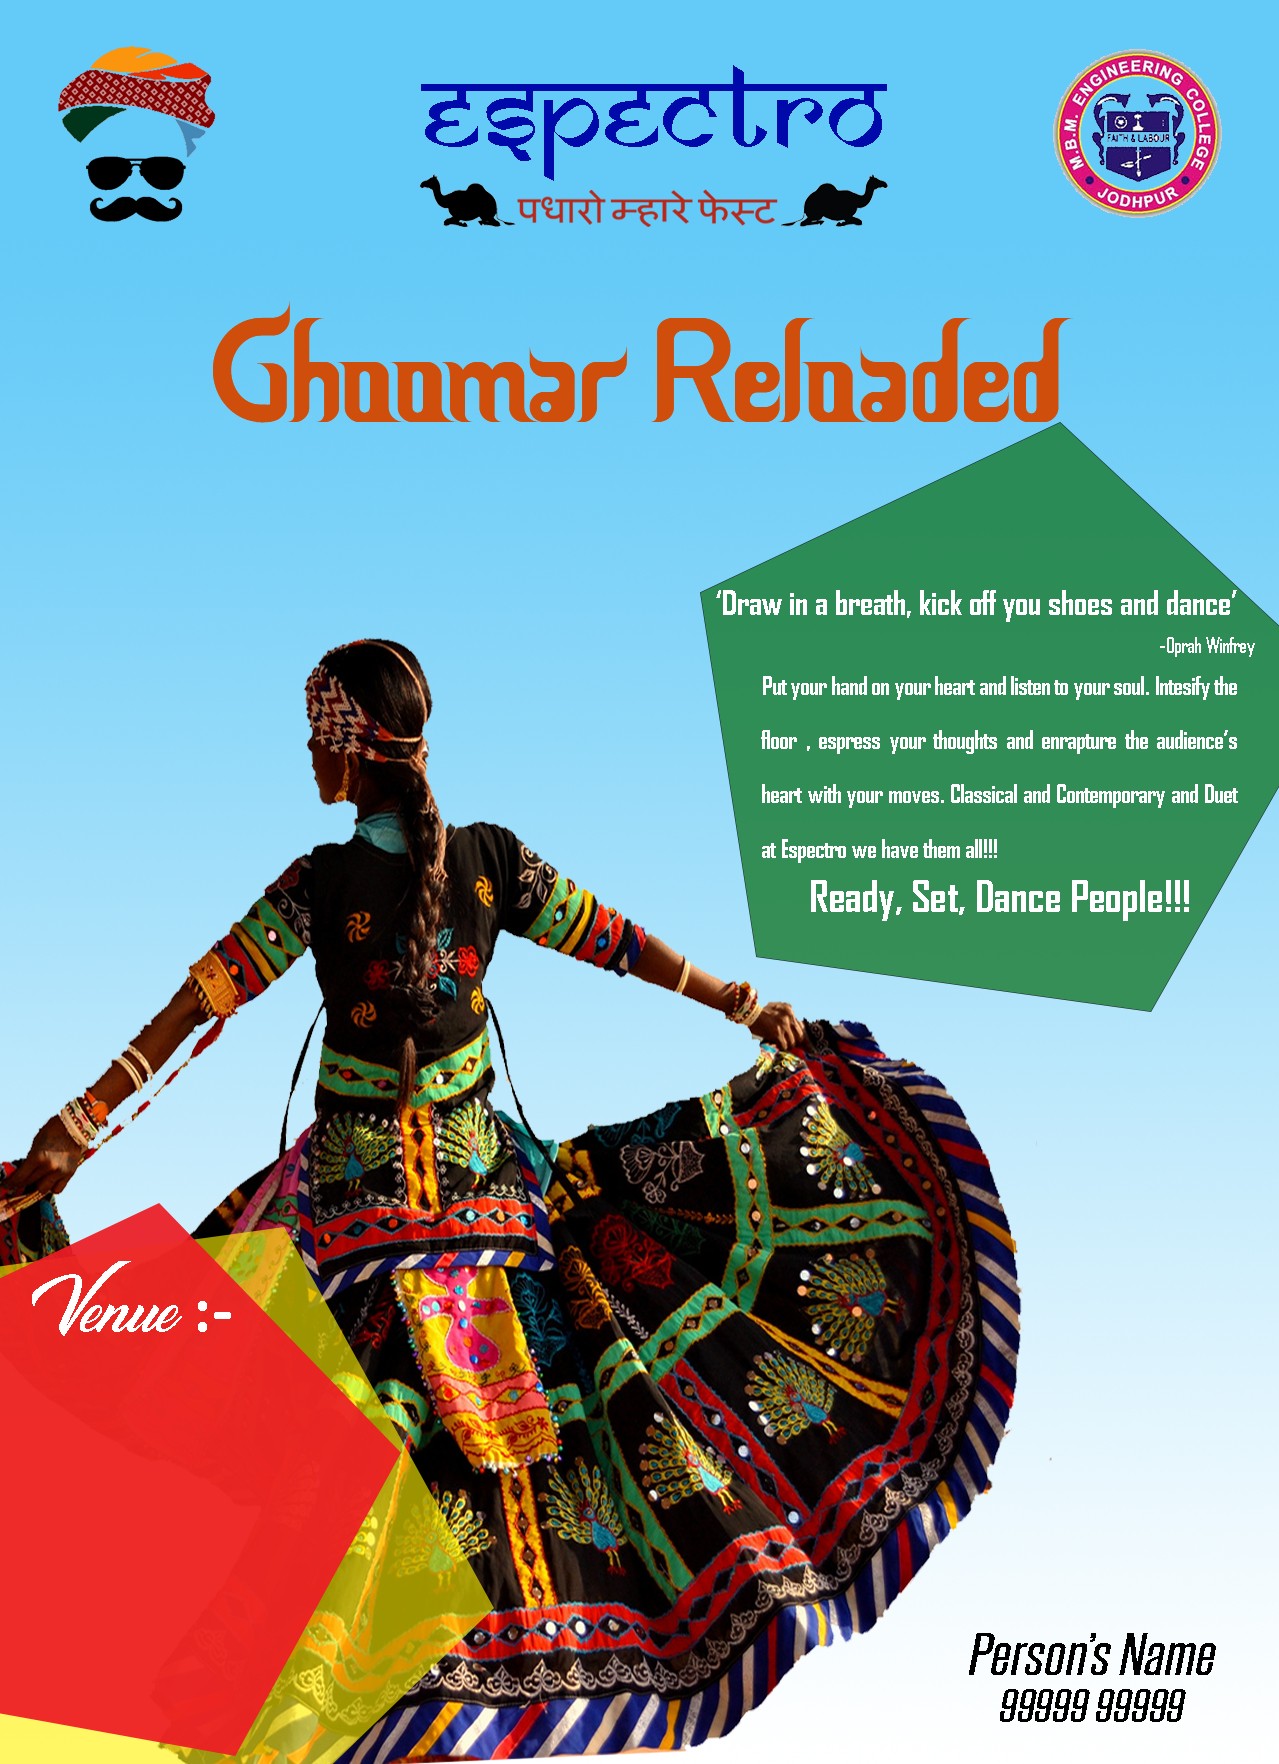 espectro
पधारो म्हारे फेस्ट
M.B.M. ENGINEERING COLLEGE
FAITH & LABOUR
JODHPUR
Ghoomar Reloaded
‘Draw in a breath, kick off you shoes and dance’
-Oprah Winfrey
Put your hand on your heart and listen to your soul. Intesify the
floor , espress your thoughts and enrapture the audience’s
heart with your moves. Classical and Contemporary and Duet
at Espectro we have them all!!!
Ready, Set, Dance People!!!
Venue :-
Person’s Name
99999 99999